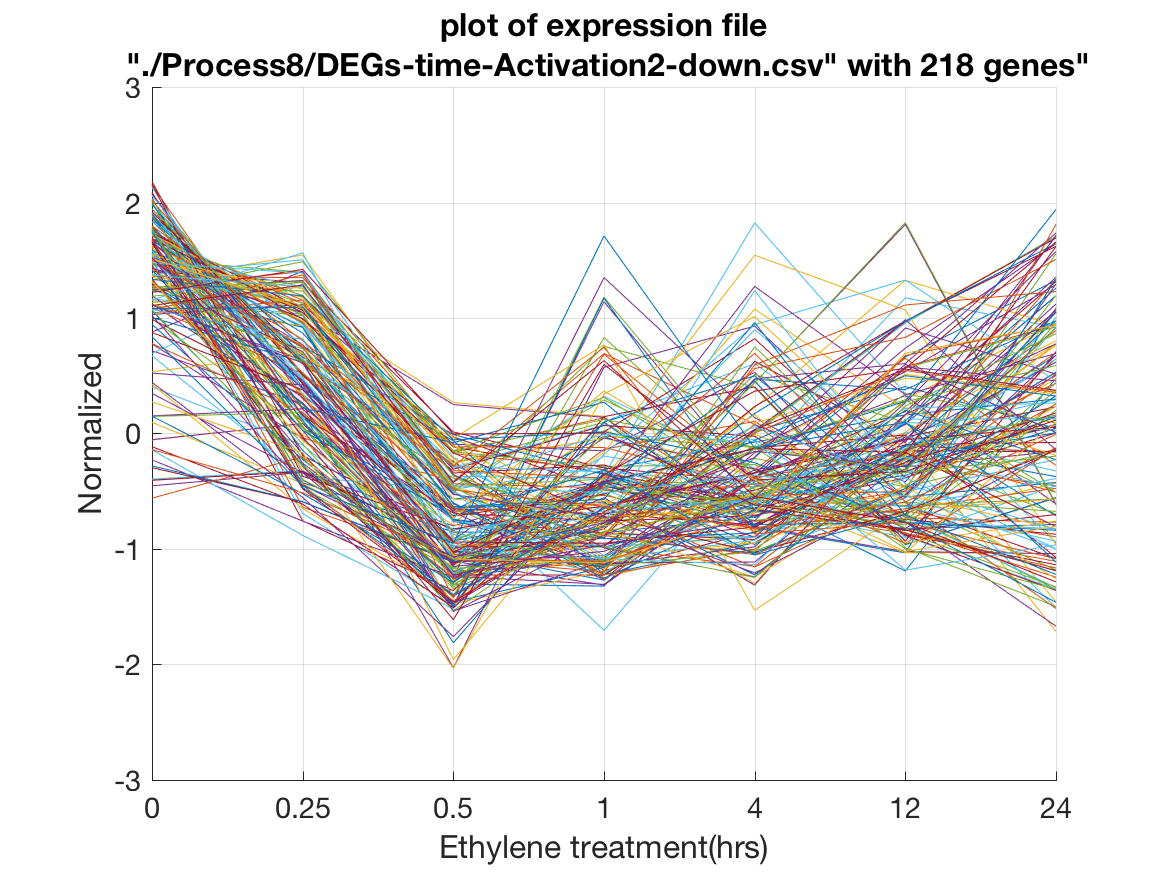 plot of expression file
"./Process8/DEGs-time-Activation2-down.csv" with 218 genes"
3
2
1
0
-1
-2
-3
Normalized
0 0.25 0.5 1 4 12 24
Ethylene treatment(hrs)